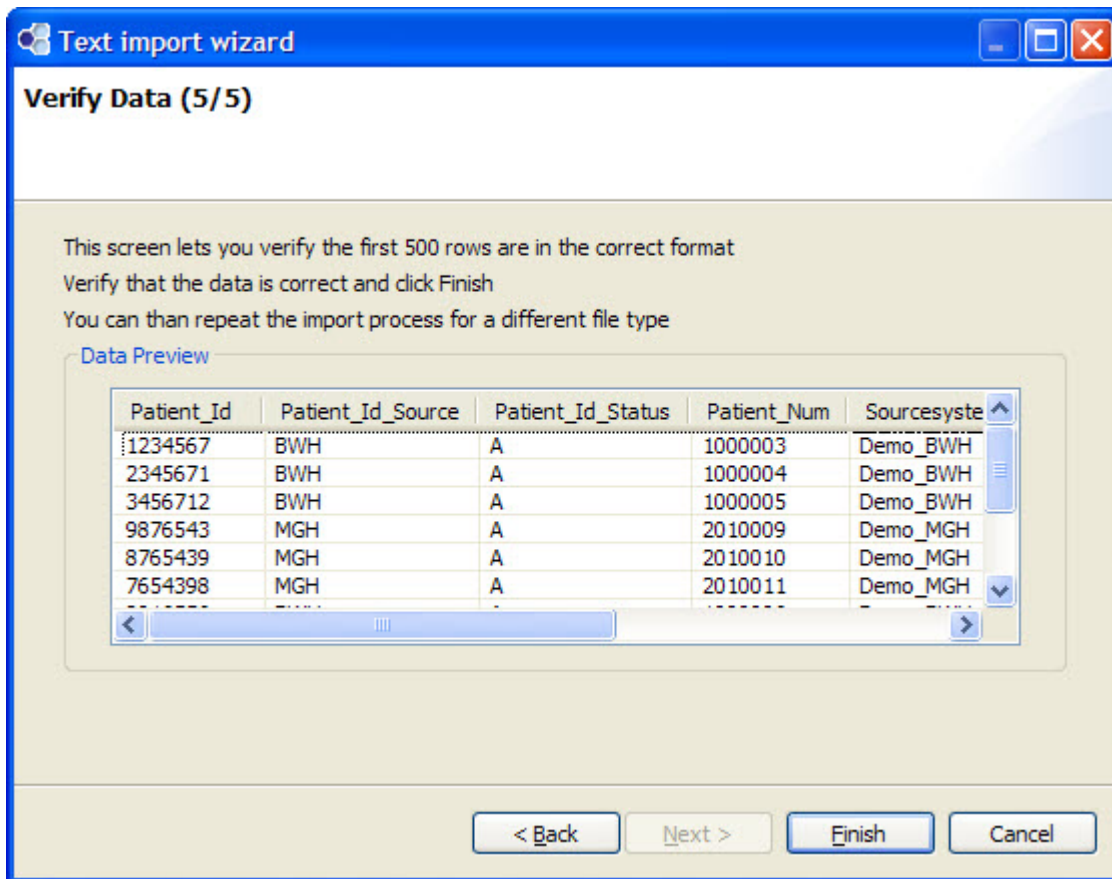 Text import wizard
Verify Data (5/5)
This screen lets you verify the first 500 rows are in the correct format
Verify that the data is correct and click Finish
You can than repeat the import process for a different file type
Data Preview
Patient_Id Patient_Id_Source Patient_Id_Status Patient_Num Sourcesyste
1234567 BWH A 1000003 Demo_BWH
2345671 BWH A 1000004 Demo_BWH
3456712 BWH A 1000005 Demo_BWH
9876543 MGH A 2010009 Demo_MGH
8765439 MGH A 2010010 Demo_MGH
7654398 MGH A 2010011 Demo_MGH
< Back Next > Finish Cancel